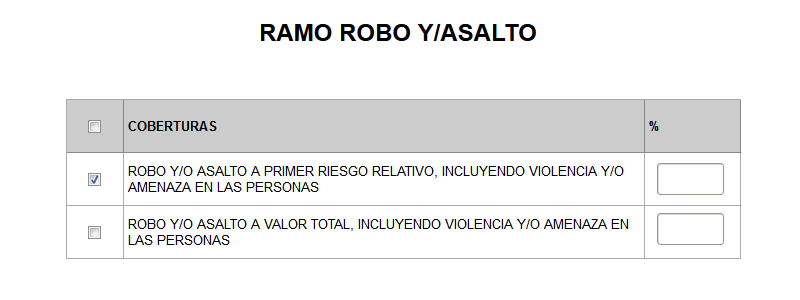 RAMO ROBO Y/ASALTO
COBERTURAS
%
ROBO Y/O ASALTO A PRIMER RIESGO RELATIVO, INCLUYENDO VIOLENCIA Y/O
AMENAZA EN LAS PERSONAS
ROBO Y/O ASALTO A VALOR TOTAL, INCLUYENDO VIOLENCIA Y/O AMENAZA EN
LAS PERSONAS